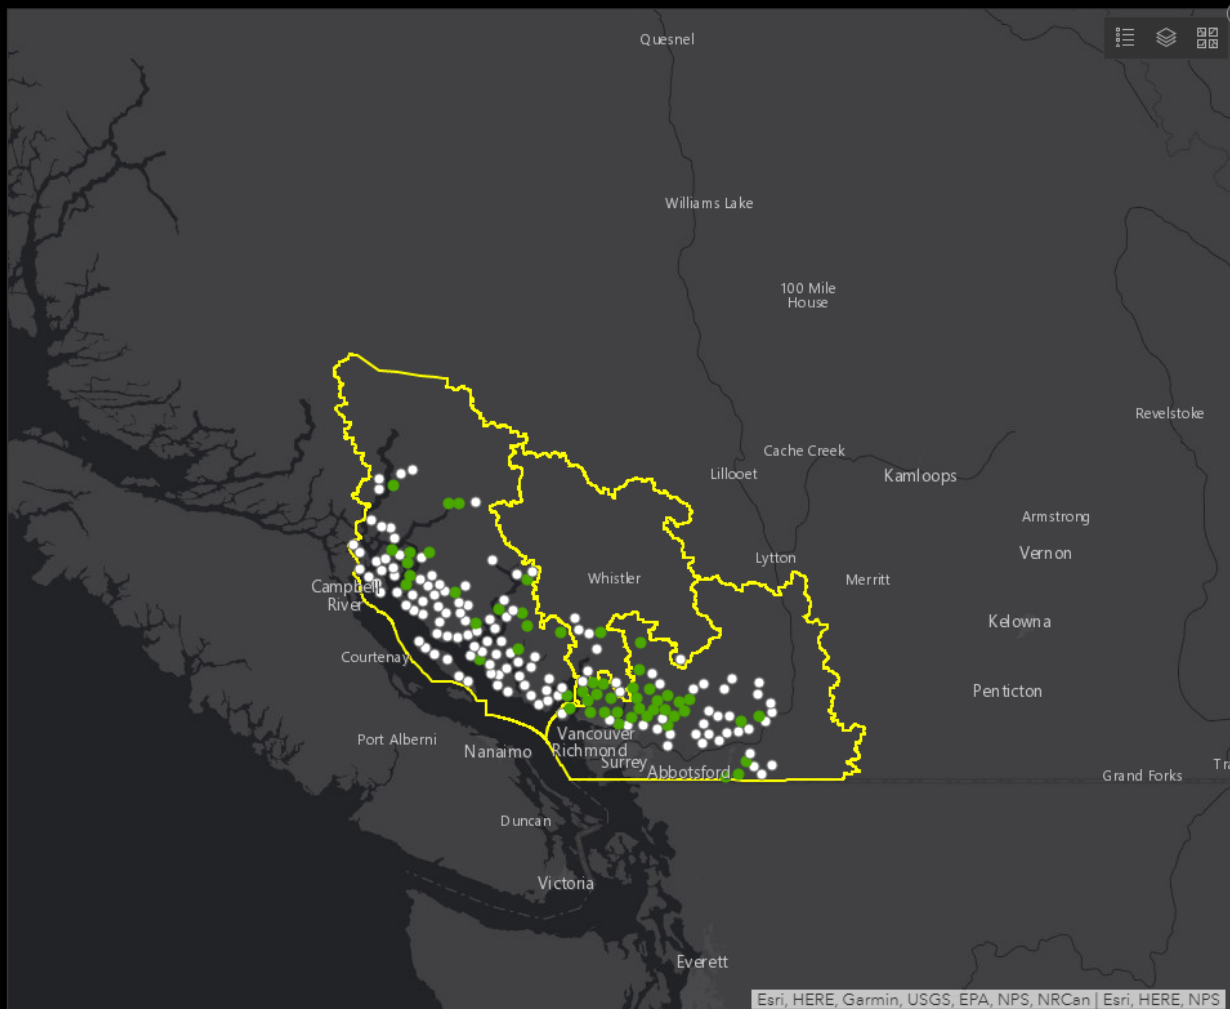 Quesnel
Williams Lake
100 Mile
House
Revelstoke
Cache Creek
Lillooet
Kamloops
Armstrong
Vernon
Lytton
Merritt
Whistler
Campbell
River
Kelowna
Courtenay
Penticton
Vancouver
Port Alberni
Nanaimo
Richmond
Surrey
Abbotsford
Tra
Grand Forks
Duncan
Victoria
Everett
Esri, HERE, Garmin, USGS, EPA, NPS, NRCan | Esri, HERE, NPS